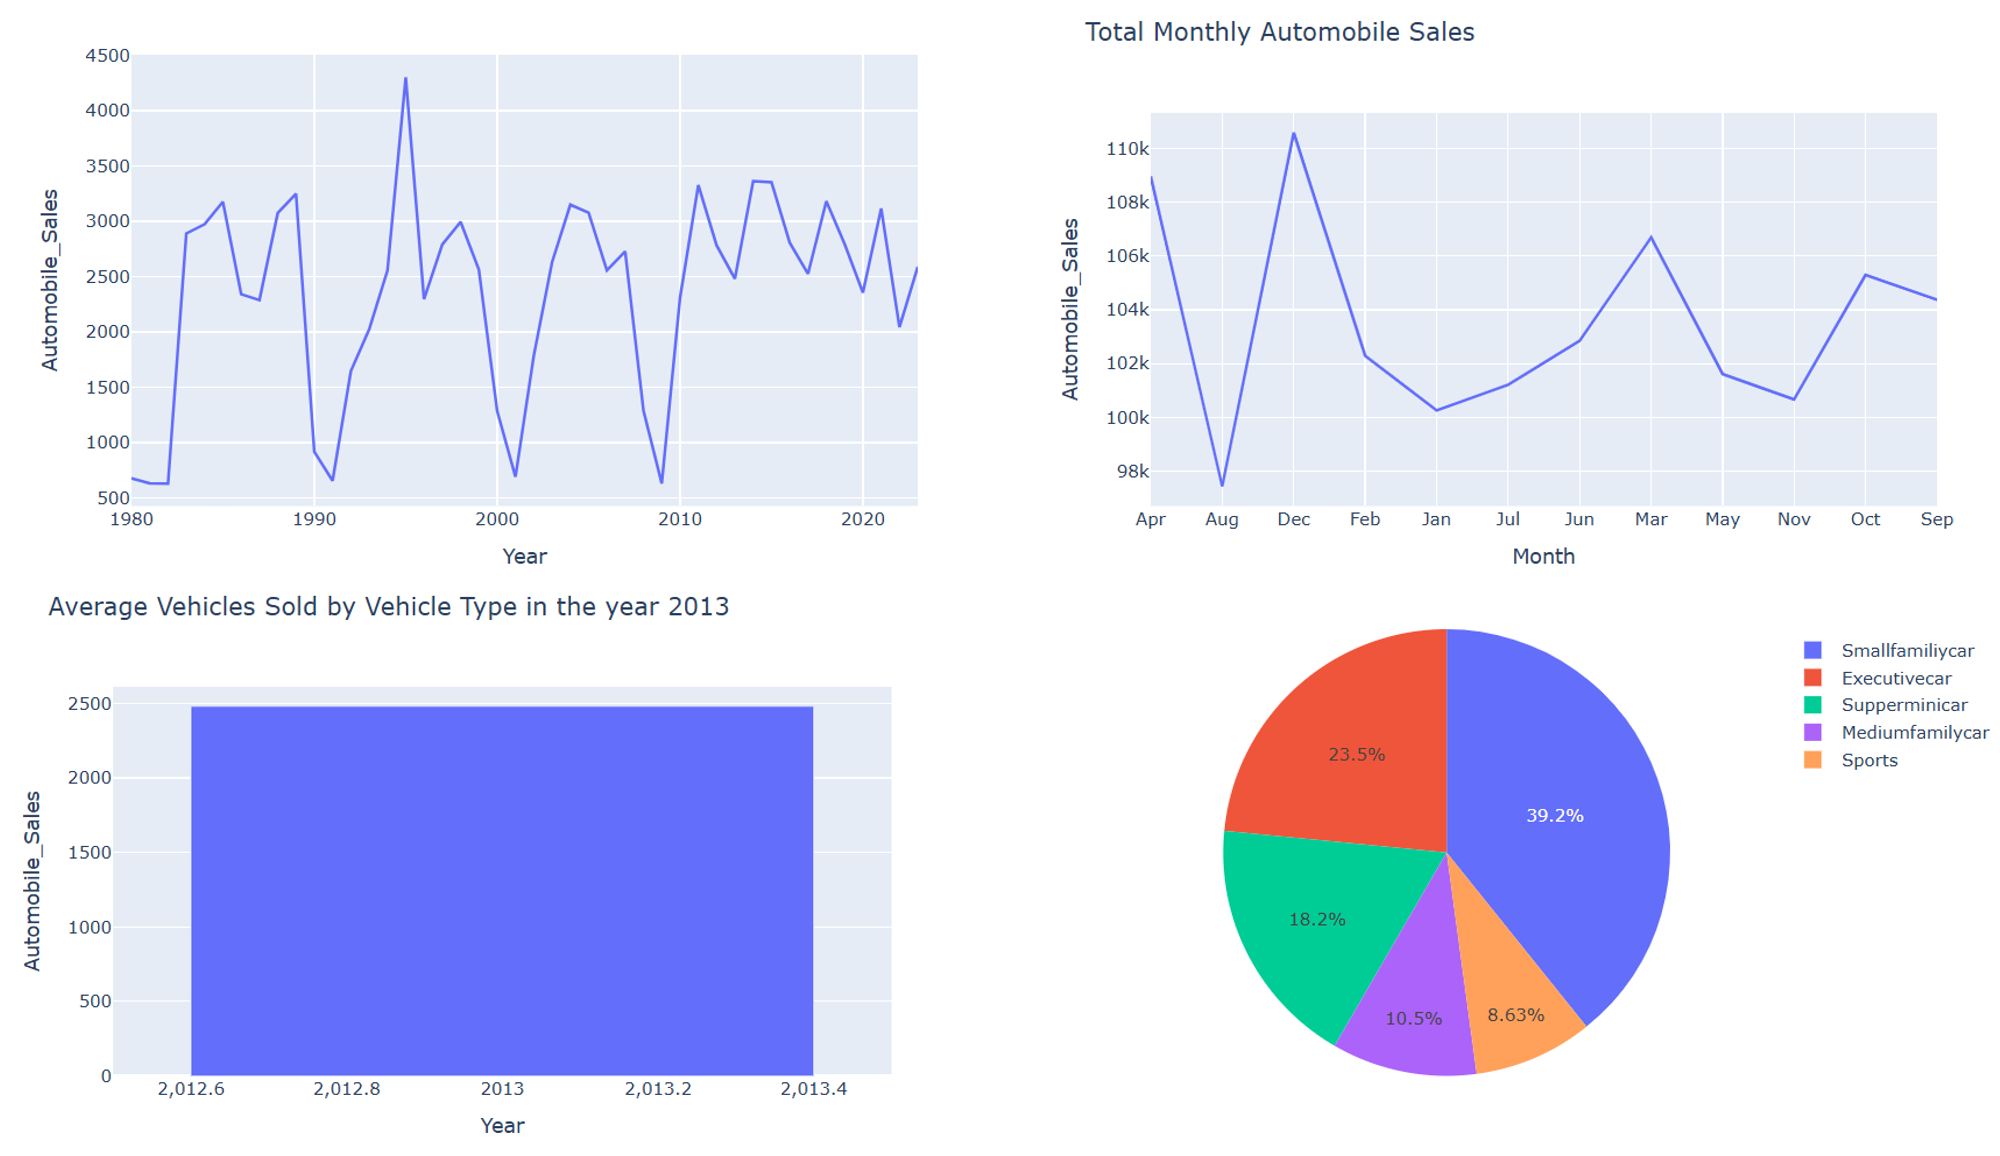 4500
4000
3500
3000
2500
2000
1500
1000
500
Automobile_Sales
1980 1990 2000 2010 2020
Year
Total Monthly Automobile Sales
110k
108k
106k
104k
102k
100k
98k
Automobile_Sales
Apr Aug Dec Feb Jan Jul Jun Mar May Nov Oct Sep
Month
Average Vehicles Sold by Vehicle Type in the year 2013
2500
2000
1500
1000
500
0
Automobile_Sales
2,012.6 2,012.8 2013 2,013.2 2,013.4
Year
39.2%
23.5%
18.2%
10.5%
8.63%
Smallfamiliycar
Executivecar
Supperminicar
Mediumfamilycar
Sports